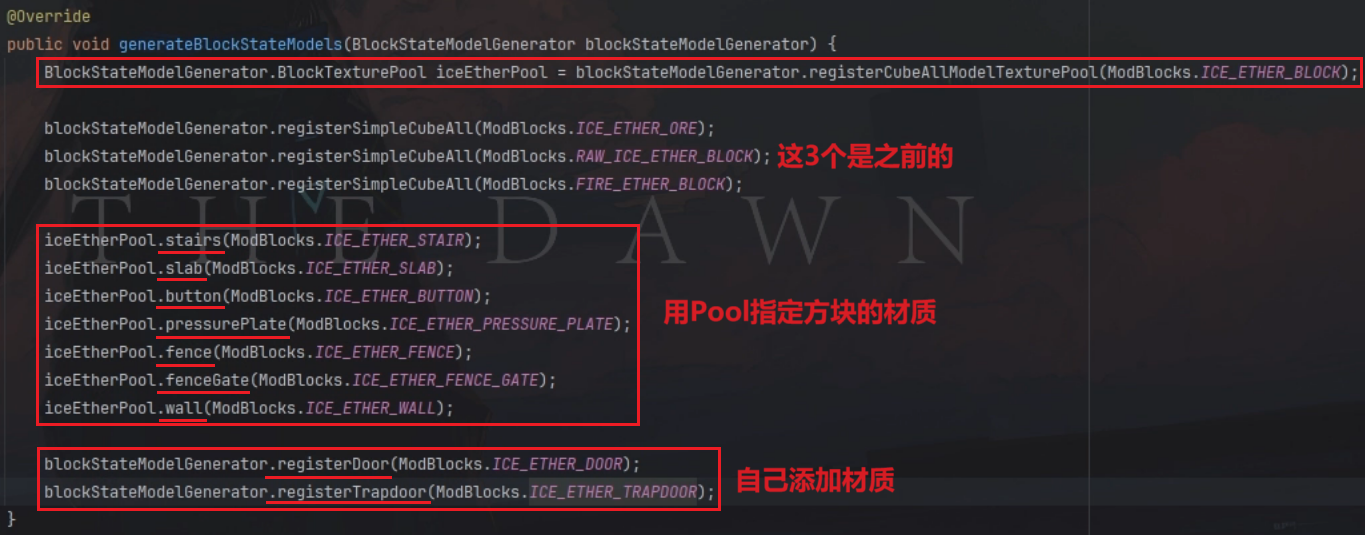 @Override
public void generateBlockStateModels(BlockStateModelGenerator blockStateModelGenerator) {
BlockStateModelGenerator.BlockTexturePool iceEtherPool = blockStateModelGenerator.registerCubeAllModelTexturePool(ModBlocks.ICE_ETHER_BLOCK);
blockStateModelGenerator.registerSimpleCubeAll(ModBlocks.ICE_ETHER_ORE);
blockStateModelGenerator.registerSimpleCubeAll(ModBlocks.RAW_ICE_ETHER_BLOCK); 这3个是之前的
blockStateModelGenerator.registerSimpleCubeAll(ModBlocks.FIRE_ETHER_BLOCK);
THE DAWN
iceEtherPool.stairs(ModBlocks.ICE_ETHER_STAIR);
iceEtherPool.slab(ModBlocks.ICE_ETHER_SLAB);
iceEtherPool.button(ModBlocks.ICE_ETHER_BUTTON);
iceEtherPool.pressurePlate(ModBlocks.ICE_ETHER_PRESSURE_PLATE); 用Pool指定方块的材质
iceEtherPool.fence(ModBlocks.ICE_ETHER_FENCE);
iceEtherPool.fenceGate(ModBlocks.ICE_ETHER_FENCE_GATE);
iceEtherPool.wall(ModBlocks.ICE_ETHER_WALL);
blockStateModelGenerator.registerDoor(ModBlocks.ICE_ETHER_DOOR);
blockStateModelGenerator.registerTrapdoor(ModBlocks.ICE_ETHER_TRAPDOOR); 自己添加材质
}